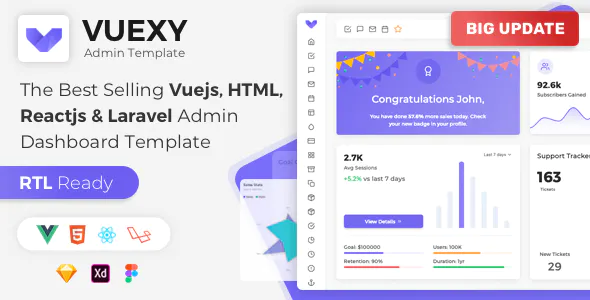 VUEXY
Admin Template
The Best Selling Vuejs, HTML,
Reactjs & Laravel Admin
Dashboard Template
RTL Ready
Xd
BIG UPDATE
Congratulations John,
You have done 57.8% more sales today. Check
your new badge in your profile.
92.6k
Subscribers Gained
2.7K
Avg Sessions
+5.2% vs last 7 days
Last 7 days
View Details
Goal: $100000
Users: 100K
Retention: 90%
Duration: 1yr
Support Tracker
163
Tickets
New Tickets
29
Sales Stats